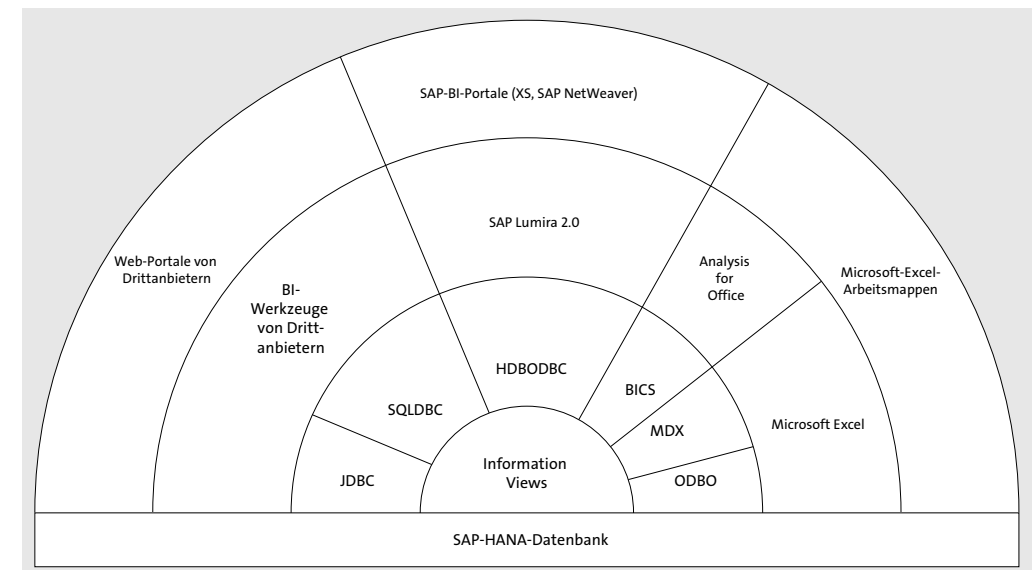 SAP-BI-Portale (XS, SAP NetWeaver)
SAP Lumira 2.0
Web-Portale von
Drittanbietern
BI-
Werkzeuge
von Dritt-
anbietern
Analysis
for
Office
Microsoft-Excel-
Arbeitsmappen
HDBODBC
SQLDBC
BICS
MDX
Microsoft Excel
JDBC
Information
Views
ODBO
SAP-HANA-Datenbank